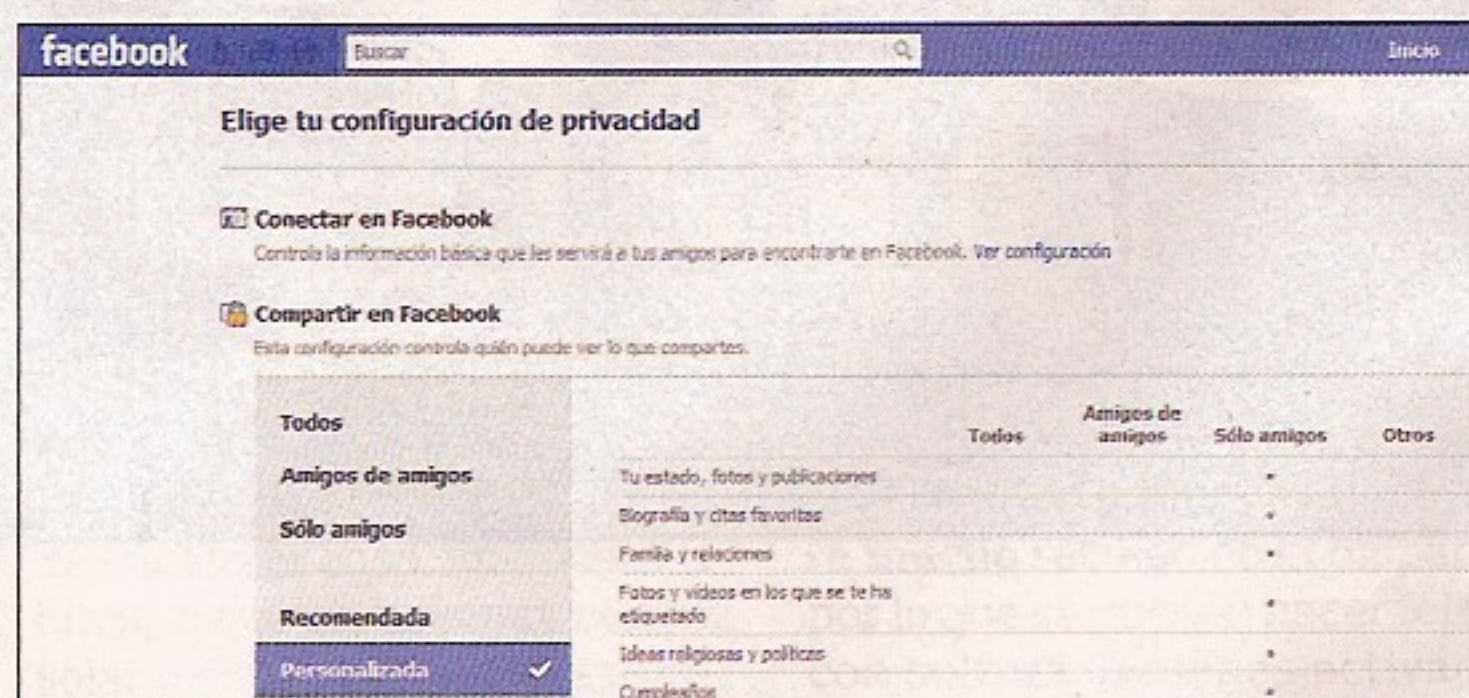 facebook Buscar Inicio
Elige tu configuración de privacidad
Conectar en Facebook
Controla la información básica que les servirá a tus amigos para encontrarte en Facebook. Ver configuración
Compartir en Facebook
Esta configuración controla quién puede ver lo que compartes.
Todos
Amigos de amigos
Sólo amigos
Recomendada
Personalizada
Todos Amigos de amigos Sólo amigos Otros
Tu estado, fotos y publicaciones
Biografía y citas favoritas
Familia y relaciones
Fotos y vídeos en los que se te ha
etiquetado
Ideas religiosas y políticas
Cumpleaños